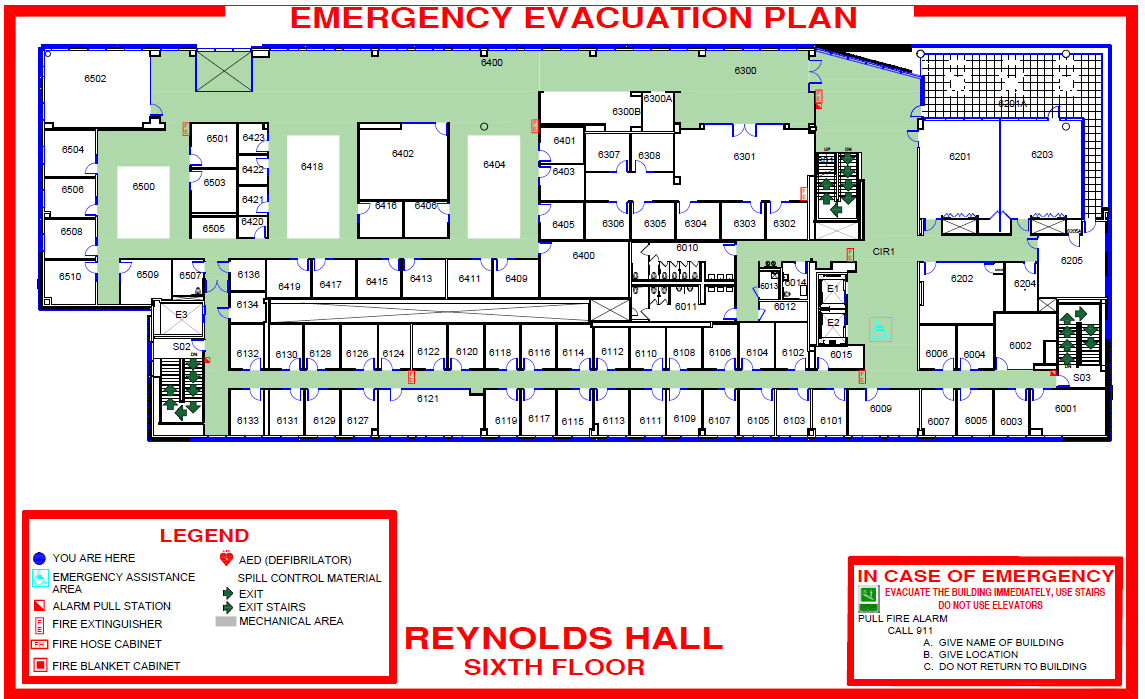 EMERGENCY EVACUATION PLAN
6400
6300
6502
6300A
6300B
6201A
6504
6501
6423
6402
6401
6307
6308
6301
UP
DN
6201
6203
6418
6404
6422
6506
6500
6503
6403
6421
6416
6406
6508
6505
6420
6405
6306
6305
6304
6303
6302
6010
6400
CIR1
6205
6510
6509
6507
6136
6419
6417
6415
6413
6411
6409
6013
6014
6202
6204
E1
6134
6011
6012
E3
E2
S02
DN
6132
6130
6128
6126
6124
6122
6120
6118
6116
6114
6112
6110
6108
6106
6104
6102
6015
6006
6004
6002
DN
S03
6133
6131
6129
6127
6121
6119
6117
6115
6113
6111
6109
6107
6105
6103
6101
6009
6007
6005
6003
6001
LEGEND
YOU ARE HERE
EMERGENCY ASSISTANCE
AREA
ALARM PULL STATION
FE
FIRE EXTINGUISHER
FH
FIRE HOSE CABINET
FIRE BLANKET CABINET
AED (DEFIBRILATOR)
SPILL CONTROL MATERIAL
EXIT
EXIT STAIRS
MECHANICAL AREA
REYNOLDS HALL
SIXTH FLOOR
IN CASE OF EMERGENCY
EVACUATE THE BUILDING IMMEDIATELY, USE STAIRS
DO NOT USE ELEVATORS
PULL FIRE ALARM
CALL 911
A. GIVE NAME OF BUILDING
B. GIVE LOCATION
C. DO NOT RETURN TO BUILDING